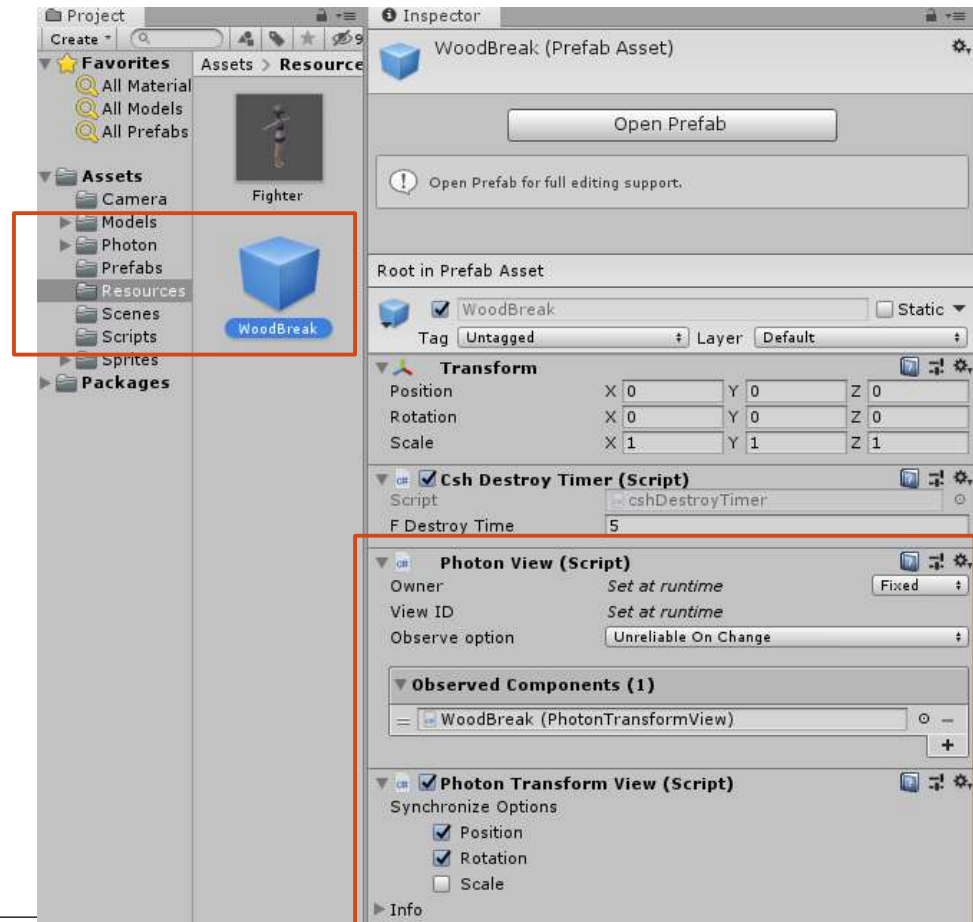 Project
Create
9
Favorites
All Material
All Models
All Prefabs
Assets
Camera
Models
Photon
Prefabs
Resources
Scenes
Scripts
Sprites
Packages
Assets > Resource
Fighter
WoodBreak
Inspector
WoodBreak (Prefab Asset)
Open Prefab
Open Prefab for full editing support.
Root in Prefab Asset
WoodBreak Static
Tag Untagged Layer Default
Transform
Position X 0 Y 0 Z 0
Rotation X 0 Y 0 Z 0
Scale X 1 Y 1 Z 1
Csh Destroy Timer (Script)
Script cshDestroyTimer
F Destroy Time 5
Photon View (Script)
Owner Set at runtime Fixed
View ID Set at runtime
Observe option Unreliable On Change
Observed Components (1)
WoodBreak (PhotonTransformView)
Photon Transform View (Script)
Synchronize Options
Position
Rotation
Scale
Info